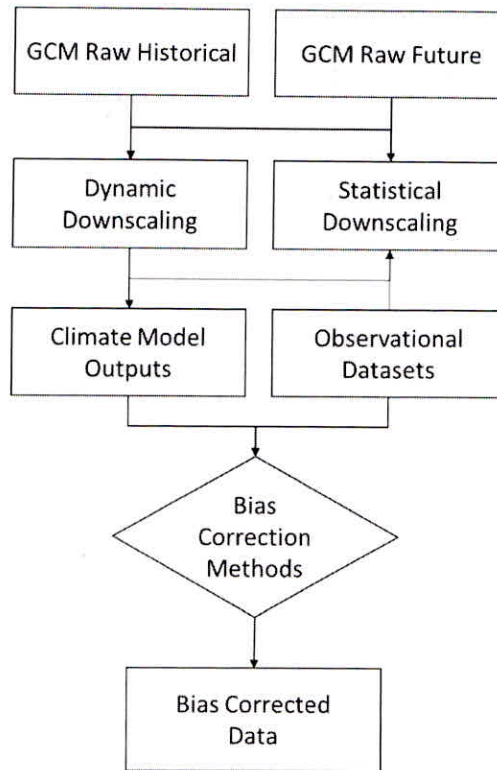 GCM Raw Historical
GCM Raw Future
Dynamic
Downscaling
Statistical
Downscaling
Climate Model
Outputs
Observational
Datasets
Bias
Correction
Methods
Bias Corrected
Data